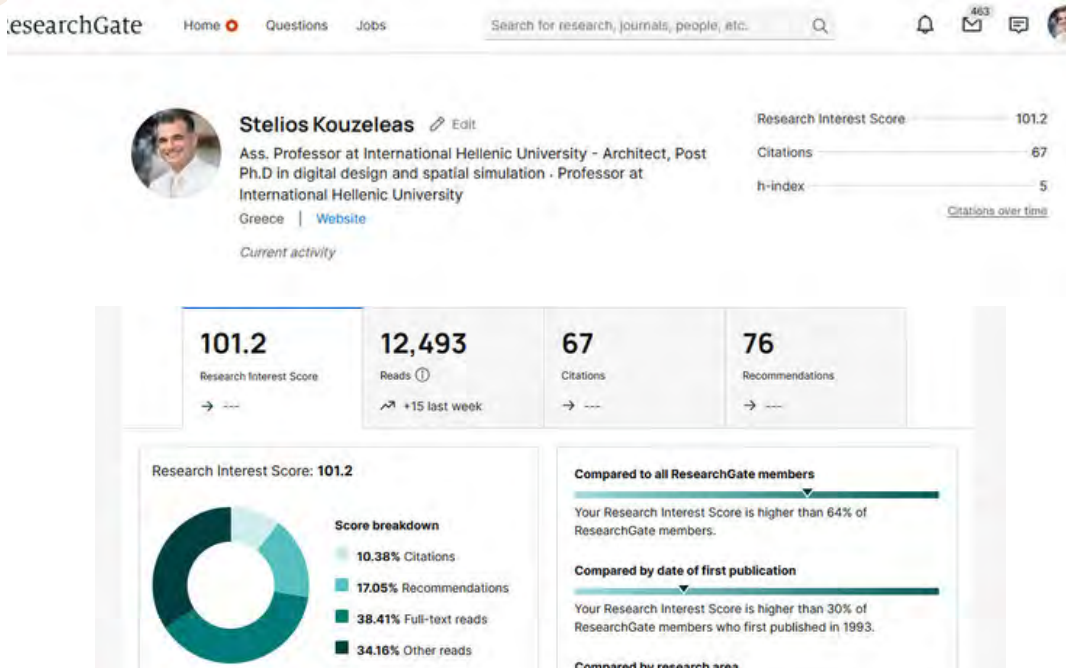 esearchGate
Home Questions Jobs
Search for research, journals, people, etc.
463
Stelios Kouzeleas Edit
Ass. Professor at International Hellenic University - Architect, Post
Ph.D in digital design and spatial simulation · Professor at
International Hellenic University
Greece | Website
Current activity
Research Interest Score 101.2
Citations 67
h-index 5
Citations over time
101.2
Research Interest Score
→ ---
12,493
Reads
+15 last week
67
Citations
→ ---
76
Recommendations
→ ---
Research Interest Score: 101.2
Score breakdown
10.38% Citations
17.05% Recommendations
38.41% Full-text reads
34.16% Other reads
Compared to all ResearchGate members
Your Research Interest Score is higher than 64% of
ResearchGate members.
Compared by date of first publication
Your Research Interest Score is higher than 30% of
ResearchGate members who first published in 1993.
Compared by research area